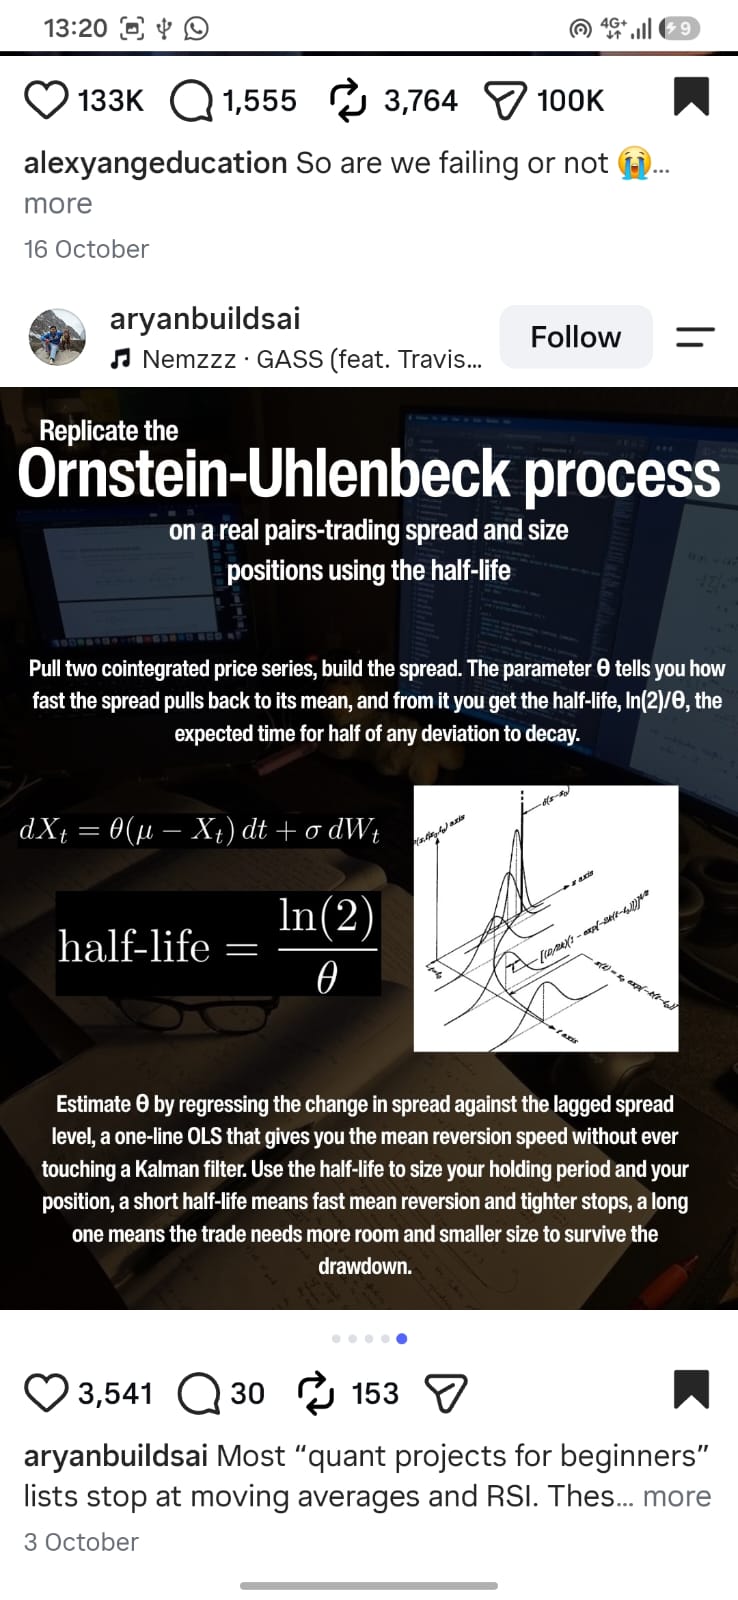 13:20
4G+
9
133K 1,555 3,764 100K
alexyangeducation So are we failing or not 😭...
more
16 October
aryanbuildsai
Nemzzz · GASS (feat. Travis...
Follow
Replicate the
Ornstein-Uhlenbeck process
on a real pairs-trading spread and size
positions using the half-life
Pull two cointegrated price series, build the spread. The parameter θ tells you how
fast the spread pulls back to its mean, and from it you get the half-life, ln(2)/θ, the
expected time for half of any deviation to decay.
dXₜ = θ(μ − Xₜ) dt + σ dWₜ
half-life = ln(2)/θ
s axis
t axis
Estimate θ by regressing the change in spread against the lagged spread
level, a one-line OLS that gives you the mean reversion speed without ever
touching a Kalman filter. Use the half-life to size your holding period and your
position, a short half-life means fast mean reversion and tighter stops, a long
one means the trade needs more room and smaller size to survive the
drawdown.
3,541 30 153
aryanbuildsai Most “quant projects for beginners”
lists stop at moving averages and RSI. Thes... more
3 October